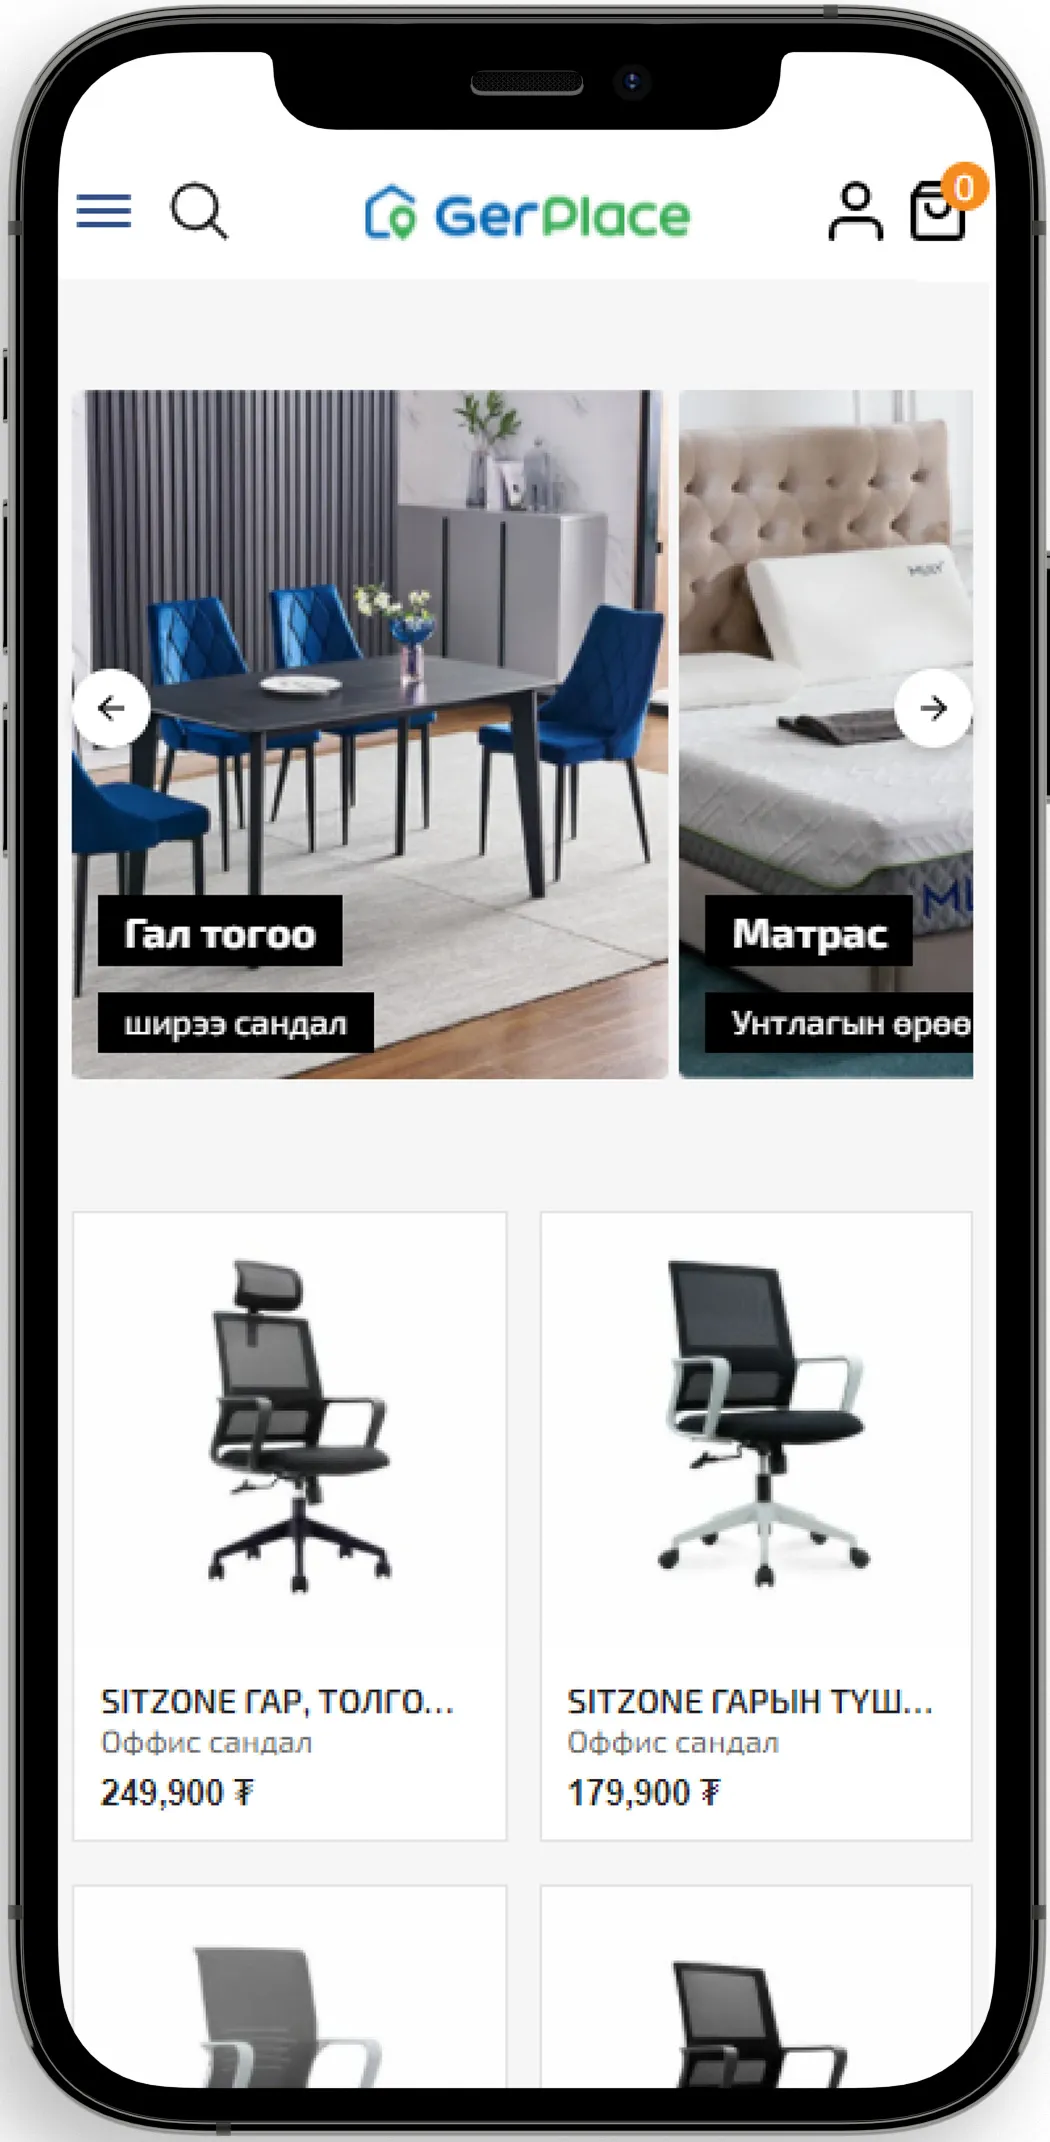 GerPlace
0
MLILY
Гал тогоо
ширээ сандал
Матрас
Унтлагын өрөө
SITZONE ГАР, ТОЛГО...
Оффис сандал
249,900 ₮
SITZONE ГАРЫН ТҮШ...
Оффис сандал
179,900 ₮